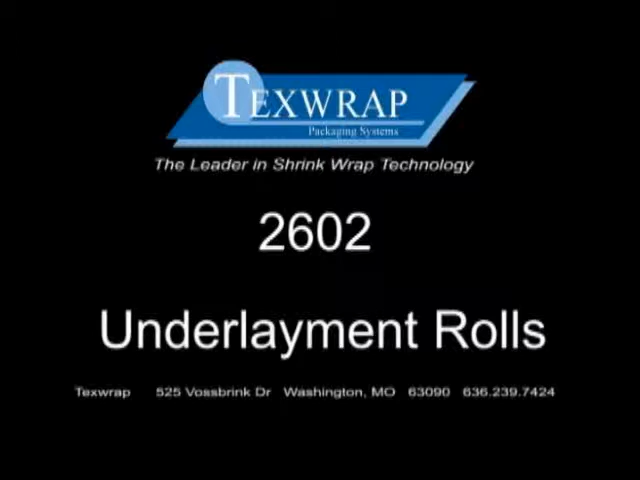 TEXWRAP
Packaging Systems
The Leader in Shrink Wrap Technology
2602
Underlayment Rolls
Texwrap 525 Vossbrink Dr Washington, MO 63090 636.239.7424